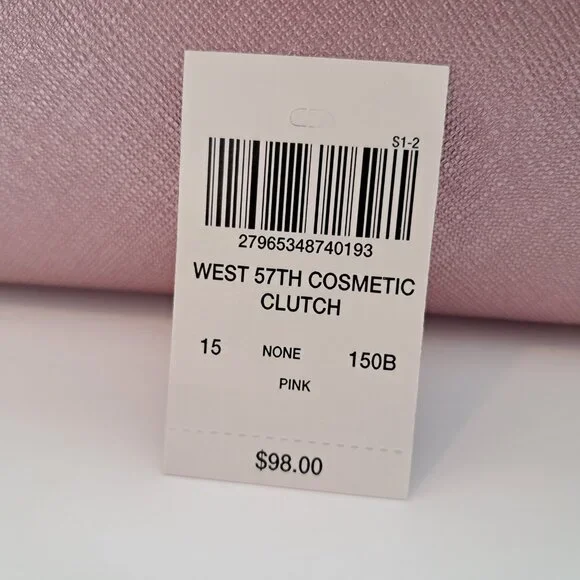 S1-2
27965348740193
WEST 57TH COSMETIC
CLUTCH
15 NONE 150B
PINK
$98.00